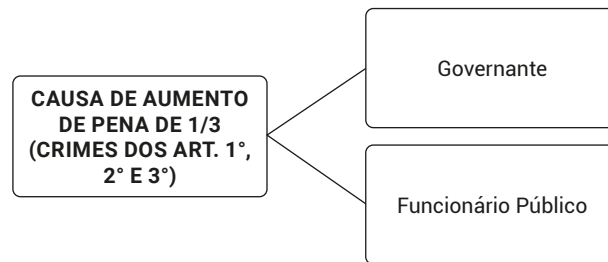 CAUSA DE AUMENTO
DE PENA DE 1/3
(CRIMES DOS ART. 1°,
2° E 3°)
Governante
Funcionário Público